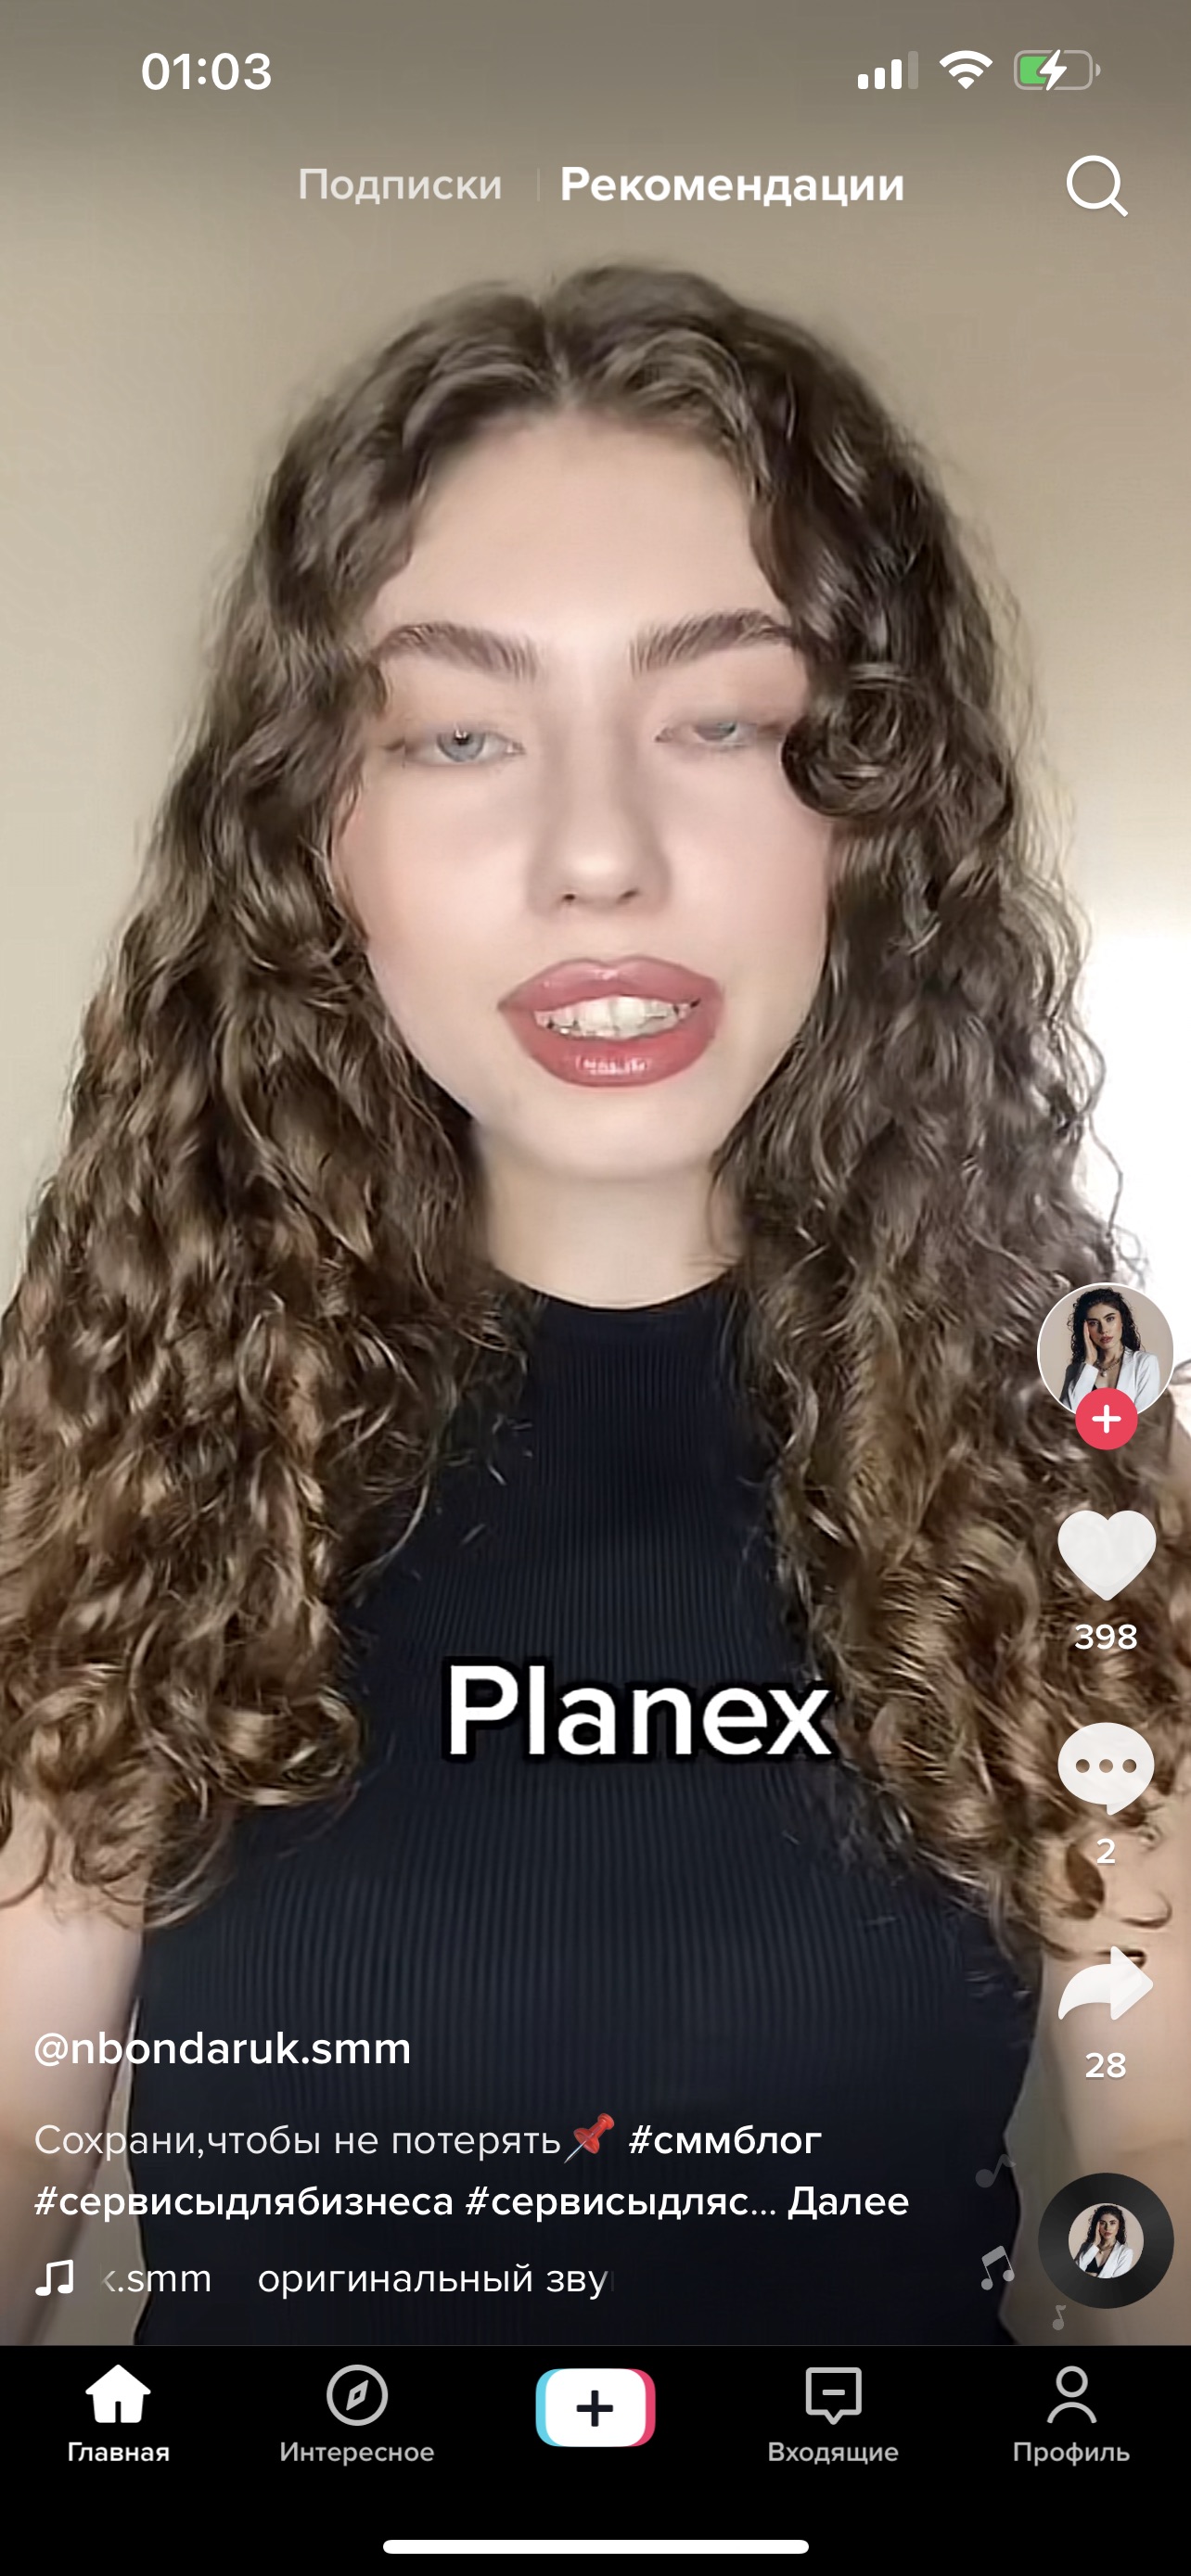 01:03
Подписки
Рекомендации
Planex
398
2
28
@nbondaruk.smm
Сохрани,чтобы не потерять📌 #сммблог
#сервисыдлябизнеса #сервисыдляс... Далее
.smm оригинальный зву
Главная
Интересное
Входящие
Профиль